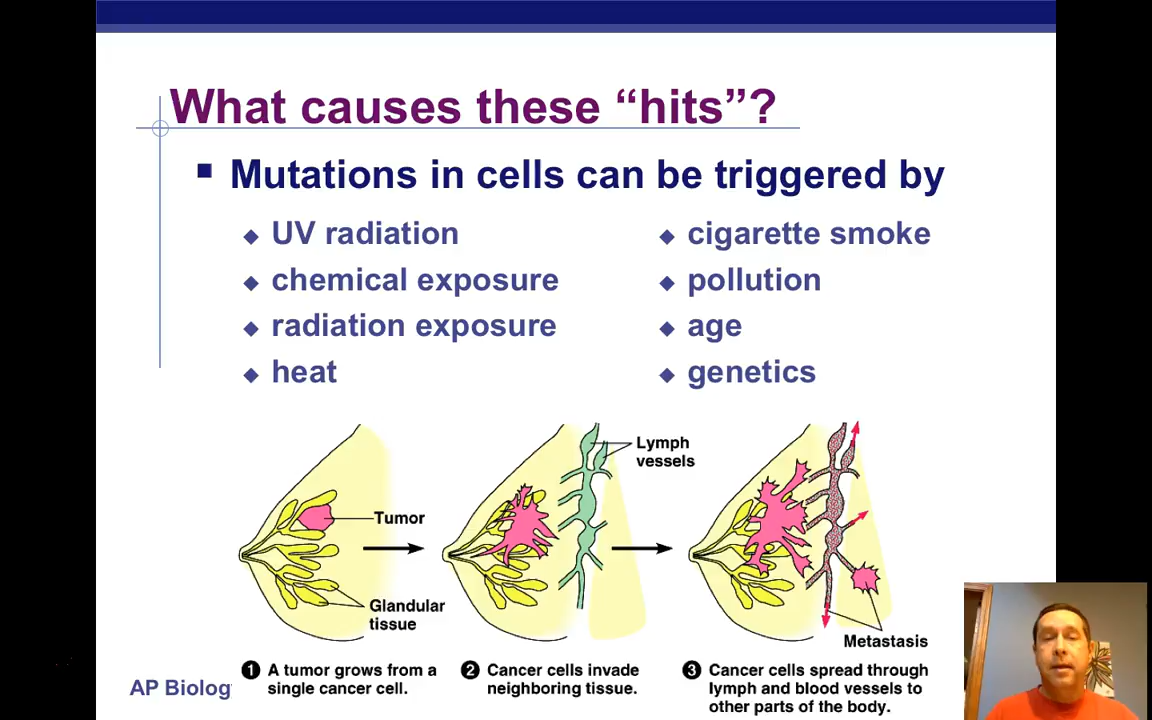 What causes these “hits”?
Mutations in cells can be triggered by
UV radiation
chemical exposure
radiation exposure
heat
cigarette smoke
pollution
age
genetics
Tumor
Glandular
tissue
Lymph
vessels
Metastasis
1 A tumor grows from a
single cancer cell.
2 Cancer cells invade
neighboring tissue.
3 Cancer cells spread through
lymph and blood vessels to
other parts of the body.
AP Biolog